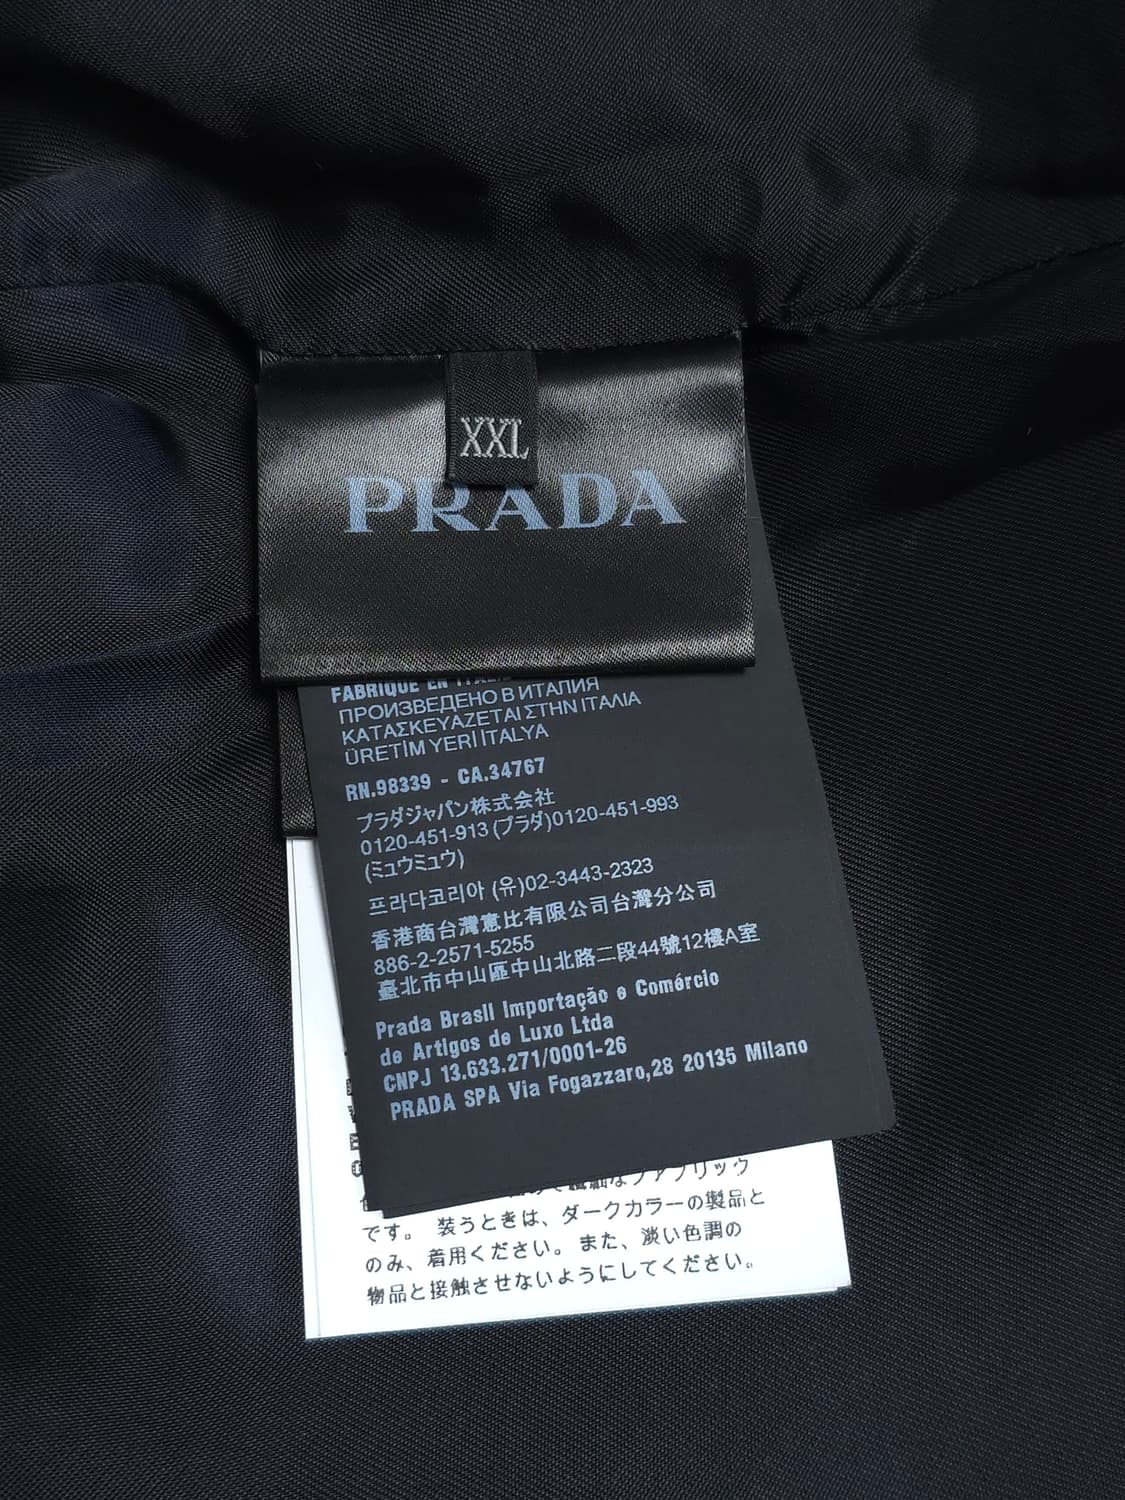 XXL
PRADA
FABRIQUÉ EN ITALIE
ПРОИЗВЕДЕНО В ИТАЛИЯ
ΚΑΤΑΣΚΕΥΑΖΕΤΑΙ ΣΤΗΝ ΙΤΑΛΙΑ
ÜRETİM YERİ İTALYA
RN.98339 - CA.34767
プラダジャパン株式会社
0120-451-913 (プラダ)0120-451-993
(ミュウミュウ)
프라다코리아 (유)02-3443-2323
香港商台灣惠比有限公司台灣分公司
886-2-2571-5255
臺北市中山區中山北路二段44號12樓A室
Prada Brasil Importação e Comércio
de Artigos de Luxo Ltda
CNPJ 13.633.271/0001-26
PRADA SPA Via Fogazzaro,28 20135 Milano
なファブリック
です。 装うときは、ダークカラーの製品と
のみ、着用ください。また、淡い色調の
物品と接触させないようにしてください。